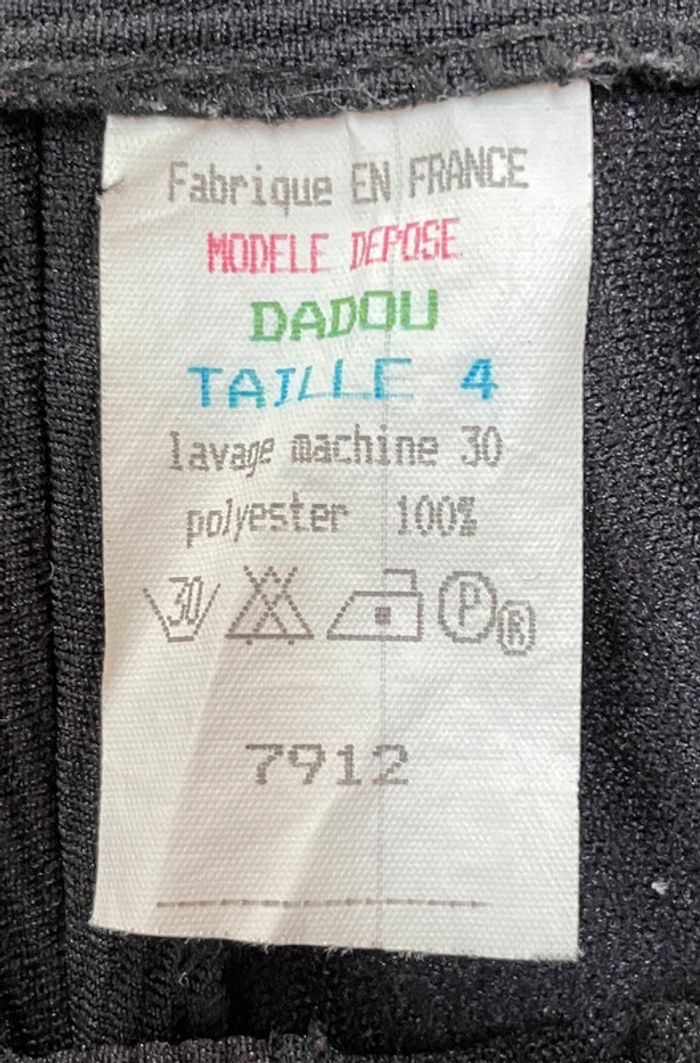 Fabrique EN FRANCE
MODELE DEPOSE
DADOU
TAILLE 4
lavage machine 30
polyester 100%
30 P R
7912